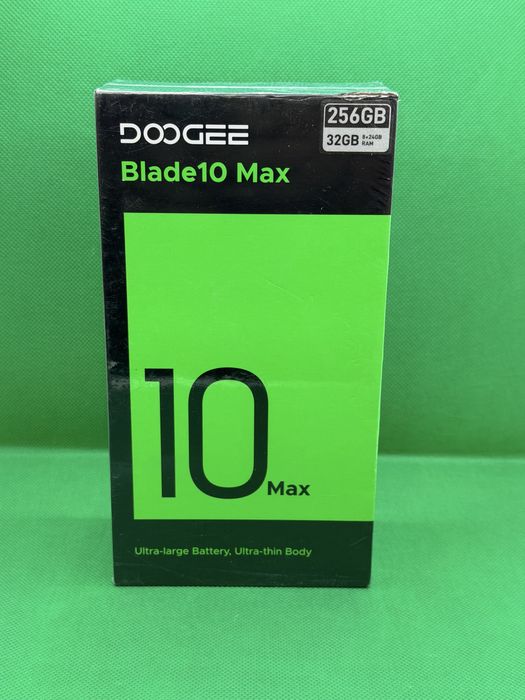 DOOGEE
Blade10 Max
256GB
32GB 8+24GB
RAM
10 Max
Ultra-large Battery, Ultra-thin Body